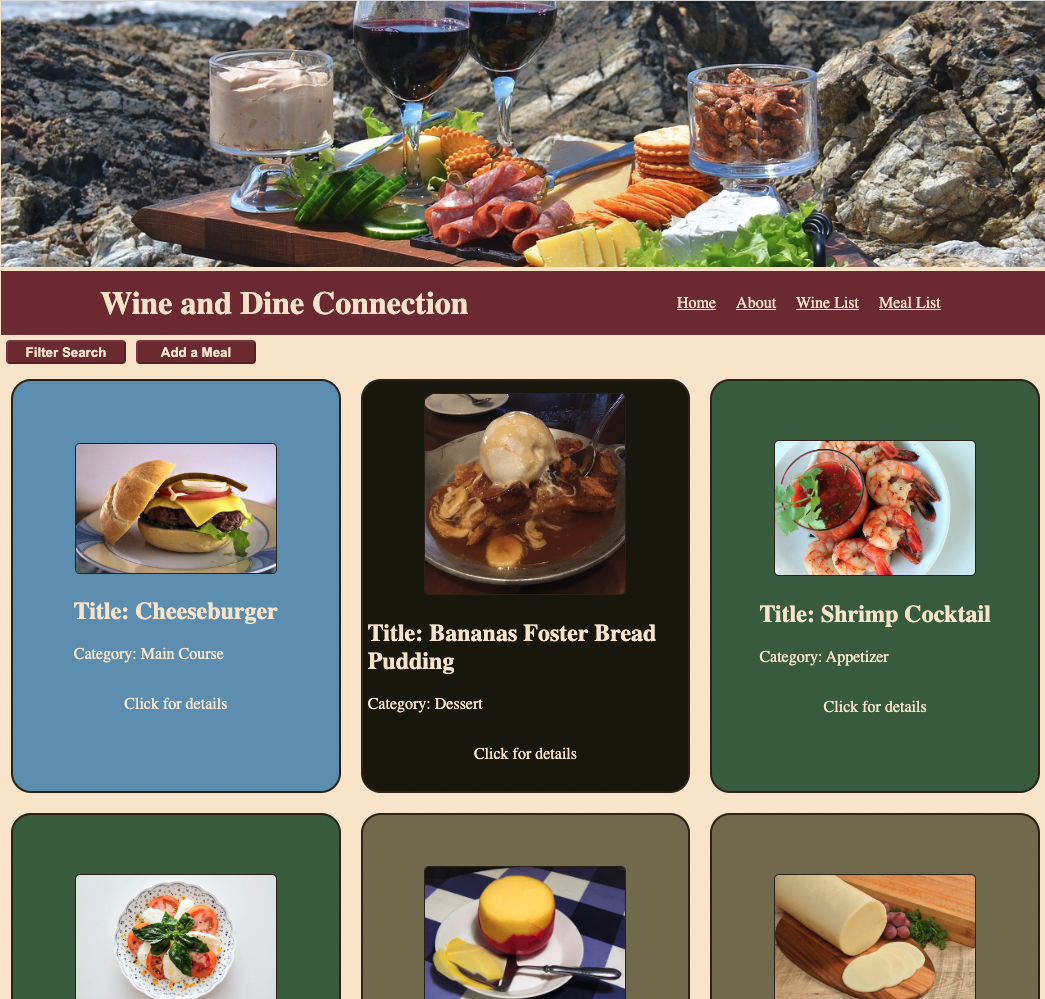 Wine and Dine Connection
Home About Wine List Meal List
Filter Search Add a Meal
Title: Cheeseburger
Category: Main Course
Click for details
Title: Bananas Foster Bread
Pudding
Category: Dessert
Click for details
Title: Shrimp Cocktail
Category: Appetizer
Click for details